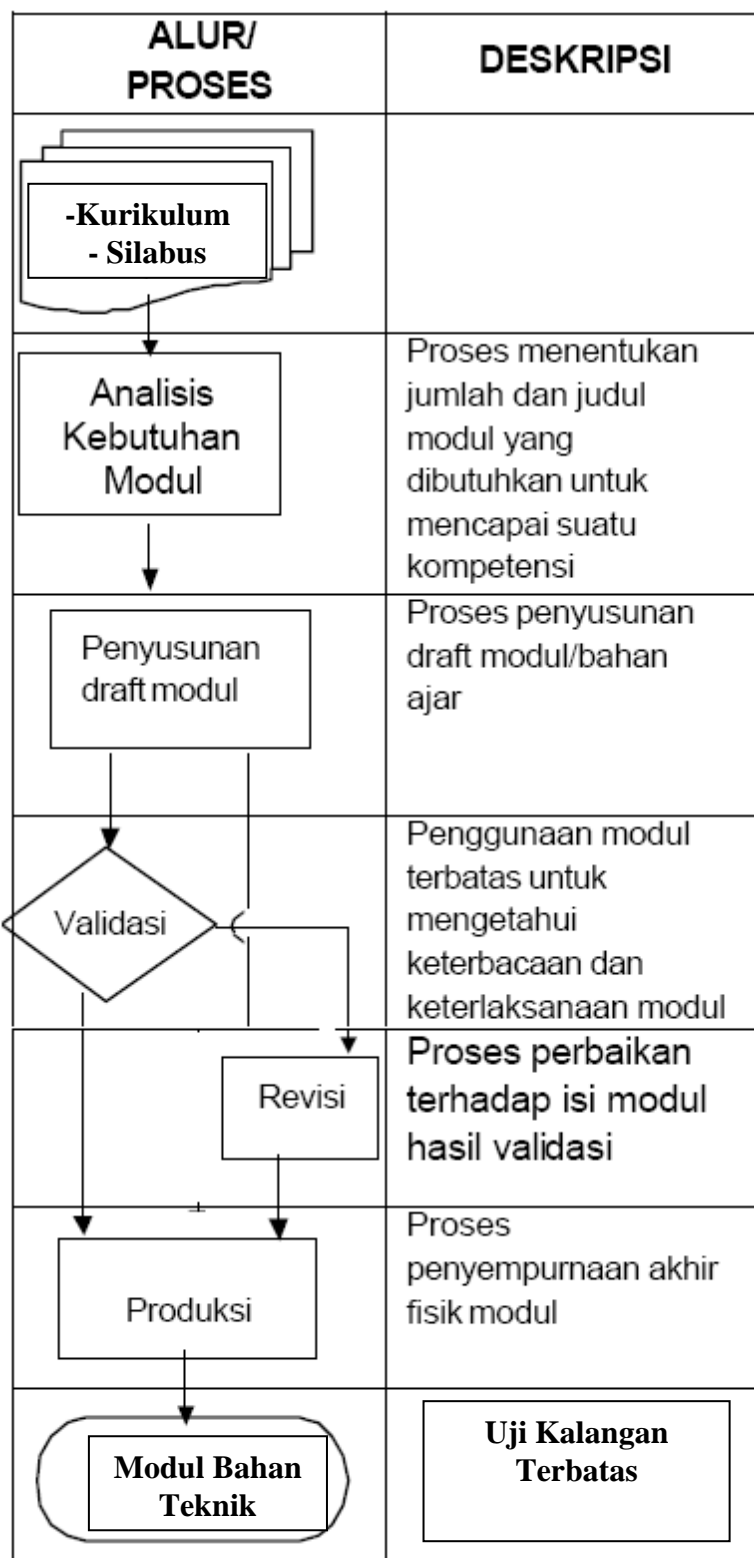 ALUR/
PROSES
DESKRIPSI
-Kurikulum
- Silabus
Analisis
Kebutuhan
Modul
Proses menentukan
jumlah dan judul
modul yang
dibutuhkan untuk
mencapai suatu
kompetensi
Penyusunan
draft modul
Proses penyusunan
draft modul/bahan
ajar
Validasi
Penggunaan modul
terbatas untuk
mengetahui
keterbacaan dan
keterlaksanaan modul
Revisi
Proses perbaikan
terhadap isi modul
hasil validasi
Produksi
Proses
penyempurnaan akhir
fisik modul
Modul Bahan
Teknik
Uji Kalangan
Terbatas